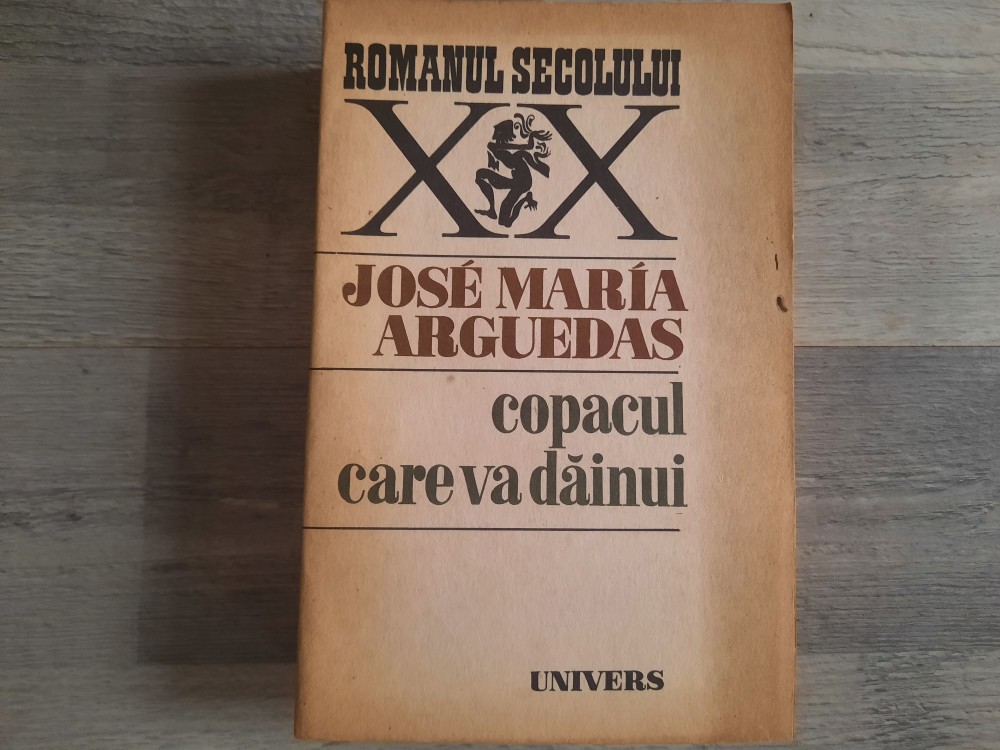 ROMANUL SECOLULUI
XX
JOSÉ MARÍA
ARGUEDAS
copacul
care va dăinui
UNIVERS